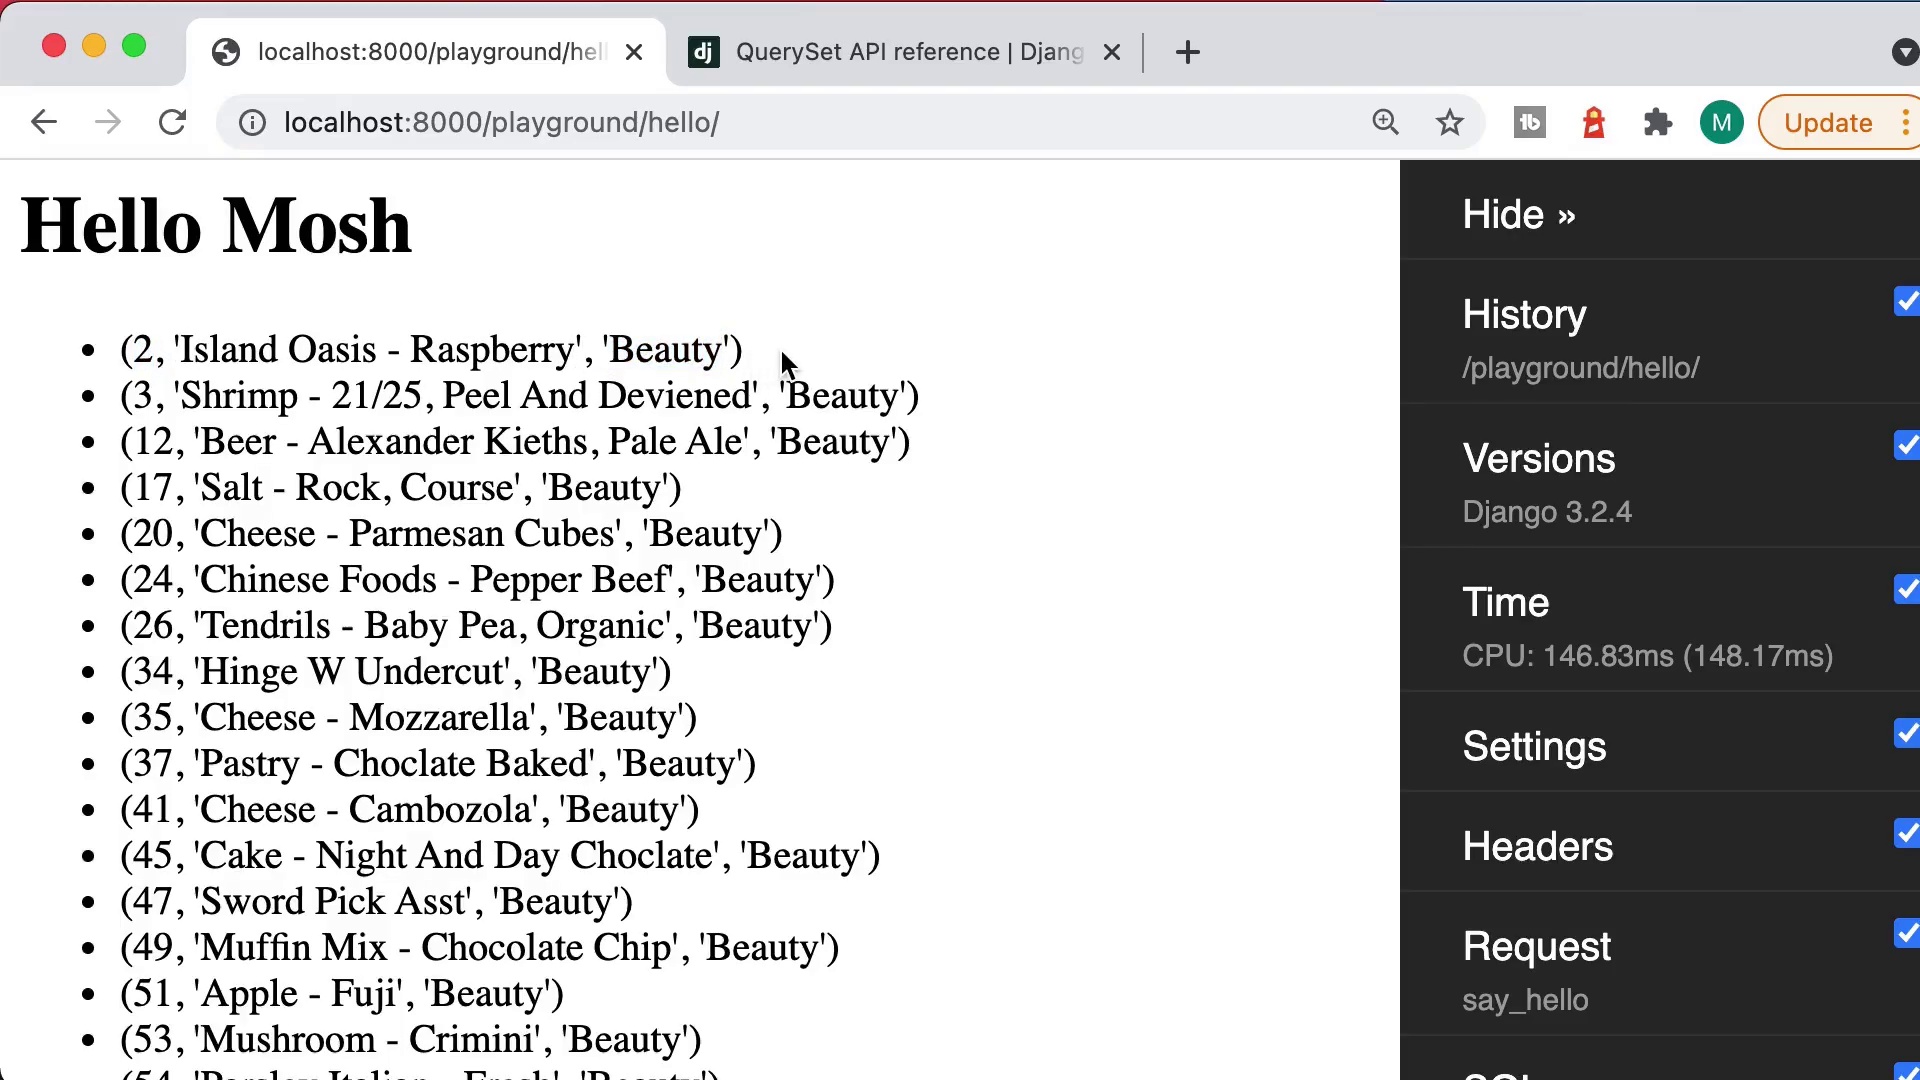 localhost:8000/playground/hel
QuerySet API reference | Djang
localhost:8000/playground/hello/
M
Update
Hello Mosh
(2, 'Island Oasis - Raspberry', 'Beauty')
(3, 'Shrimp - 21/25, Peel And Deviened', 'Beauty')
(12, 'Beer - Alexander Kieths, Pale Ale', 'Beauty')
(17, 'Salt - Rock, Course', 'Beauty')
(20, 'Cheese - Parmesan Cubes', 'Beauty')
(24, 'Chinese Foods - Pepper Beef', 'Beauty')
(26, 'Tendrils - Baby Pea, Organic', 'Beauty')
(34, 'Hinge W Undercut', 'Beauty')
(35, 'Cheese - Mozzarella', 'Beauty')
(37, 'Pastry - Choclate Baked', 'Beauty')
(41, 'Cheese - Cambozola', 'Beauty')
(45, 'Cake - Night And Day Choclate', 'Beauty')
(47, 'Sword Pick Asst', 'Beauty')
(49, 'Muffin Mix - Chocolate Chip', 'Beauty')
(51, 'Apple - Fuji', 'Beauty')
(53, 'Mushroom - Crimini', 'Beauty')
Hide »
History
/playground/hello/
Versions
Django 3.2.4
Time
CPU: 146.83ms (148.17ms)
Settings
Headers
Request
say_hello